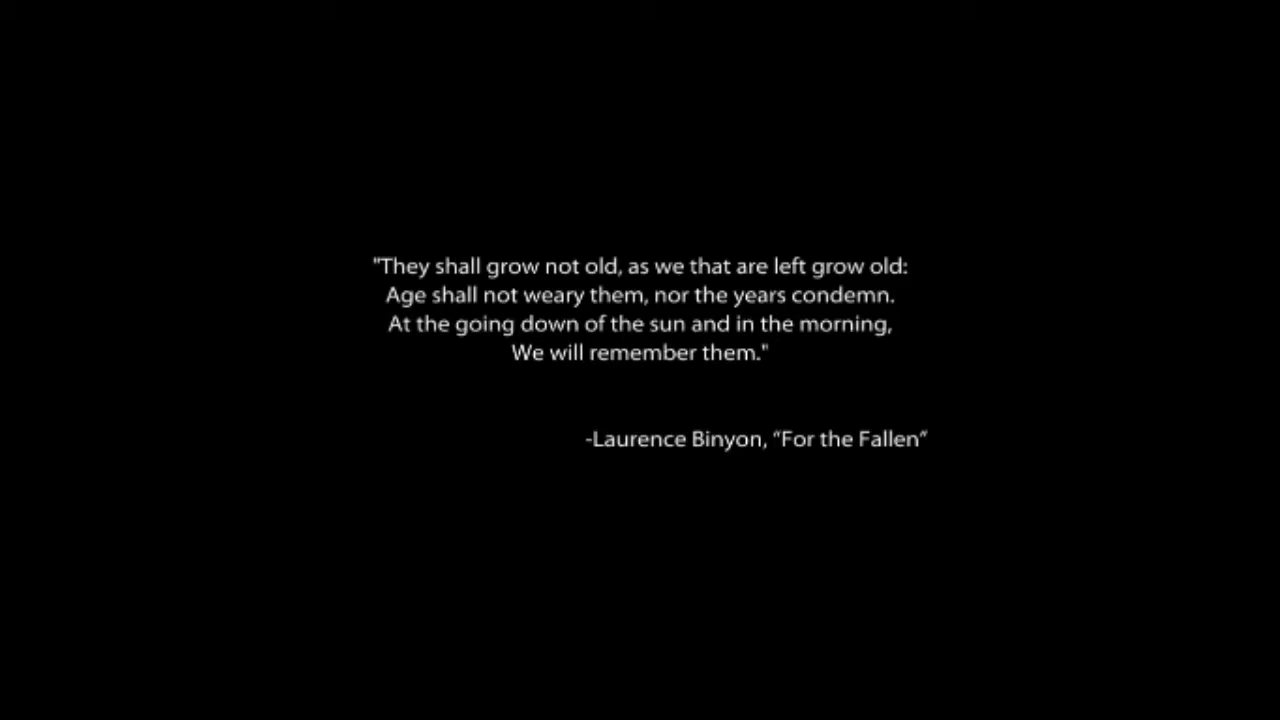 "They shall grow not old, as we that are left grow old:
Age shall not weary them, nor the years condemn.
At the going down of the sun and in the morning,
We will remember them."
-Laurence Binyon, “For the Fallen”